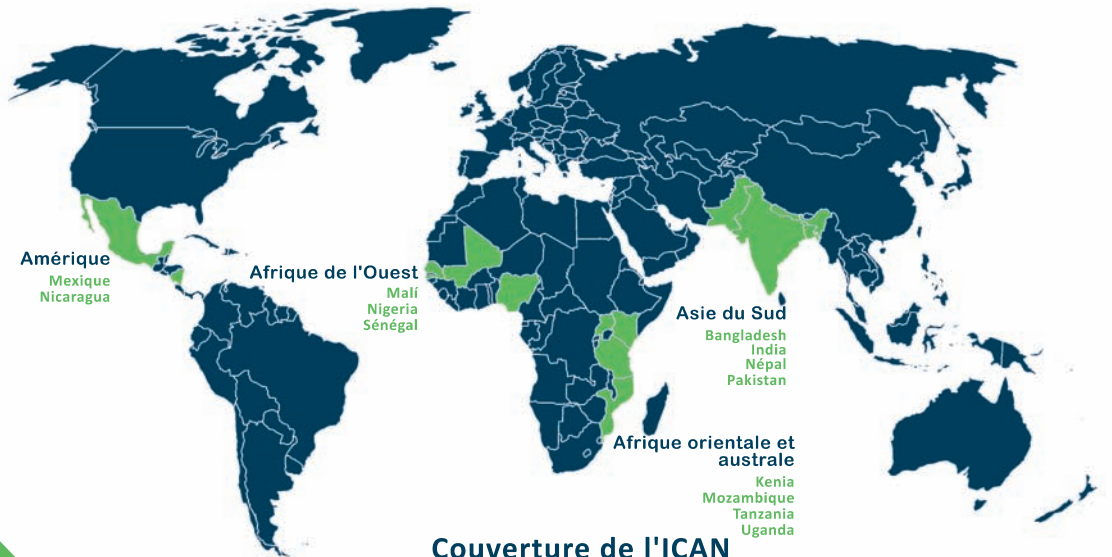 Amérique
Mexique
Nicaragua
Afrique de l'Ouest
Malí
Nigeria
Sénégal
Asie du Sud
Bangladesh
India
Népal
Pakistan
Afrique orientale et
australe
Kenia
Mozambique
Tanzania
Uganda
Couverture de l'ICAN